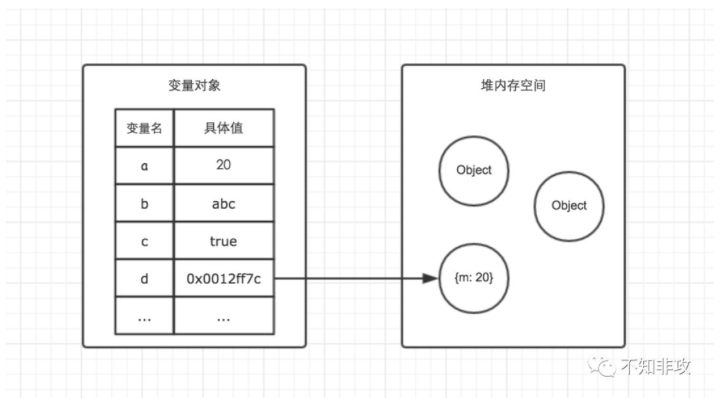 变量对象
变量名 具体值
a 20
b abc
c true
d 0x0012ff7c
... ...
堆内存空间
Object
Object
{m: 20}
不知非攻